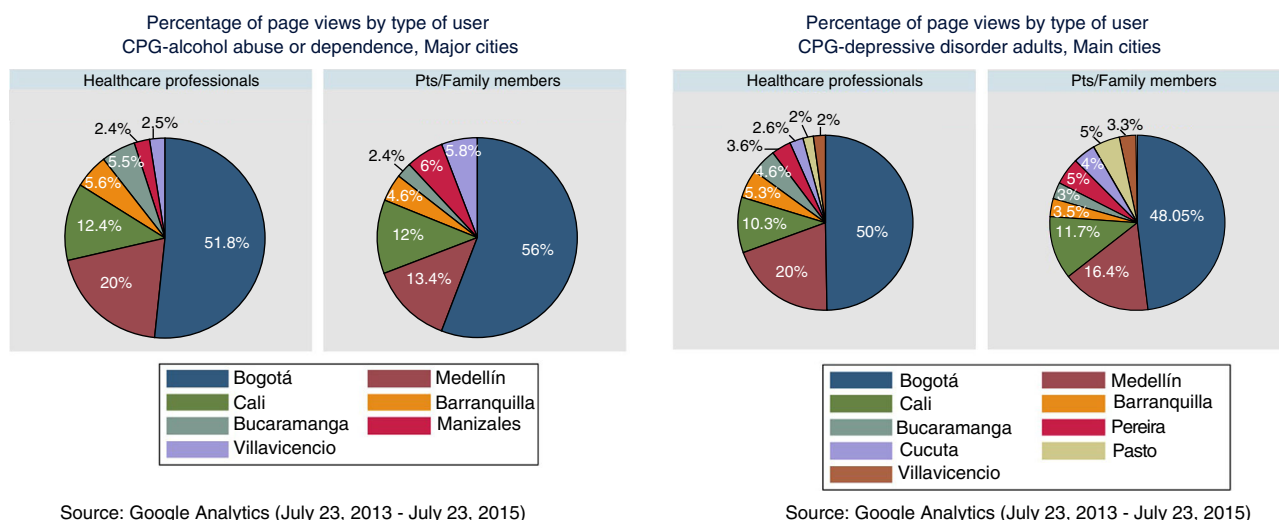 Percentage of page views by type of user
CPG-alcohol abuse or dependence, Major cities
Healthcare professionals
Pts/Family members
2.4%
2.5%
5.5%
5.6%
12.4%
20%
51.8%
2.4%
6%
5.8%
4.6%
12%
13.4%
56%
Bogotá
Medellín
Cali
Barranquilla
Bucaramanga
Manizales
Villavicencio
Source: Google Analytics (July 23, 2013 - July 23, 2015)
Percentage of page views by type of user
CPG-depressive disorder adults, Main cities
Healthcare professionals
Pts/Family members
2%
2%
2.6%
3.6%
4.6%
5.3%
10.3%
20%
50%
3.3%
5%
4%
5%
3%
3.5%
11.7%
16.4%
48.05%
Bogotá
Medellín
Cali
Barranquilla
Bucaramanga
Pereira
Cucuta
Pasto
Villavicencio
Source: Google Analytics (July 23, 2013 - July 23, 2015)